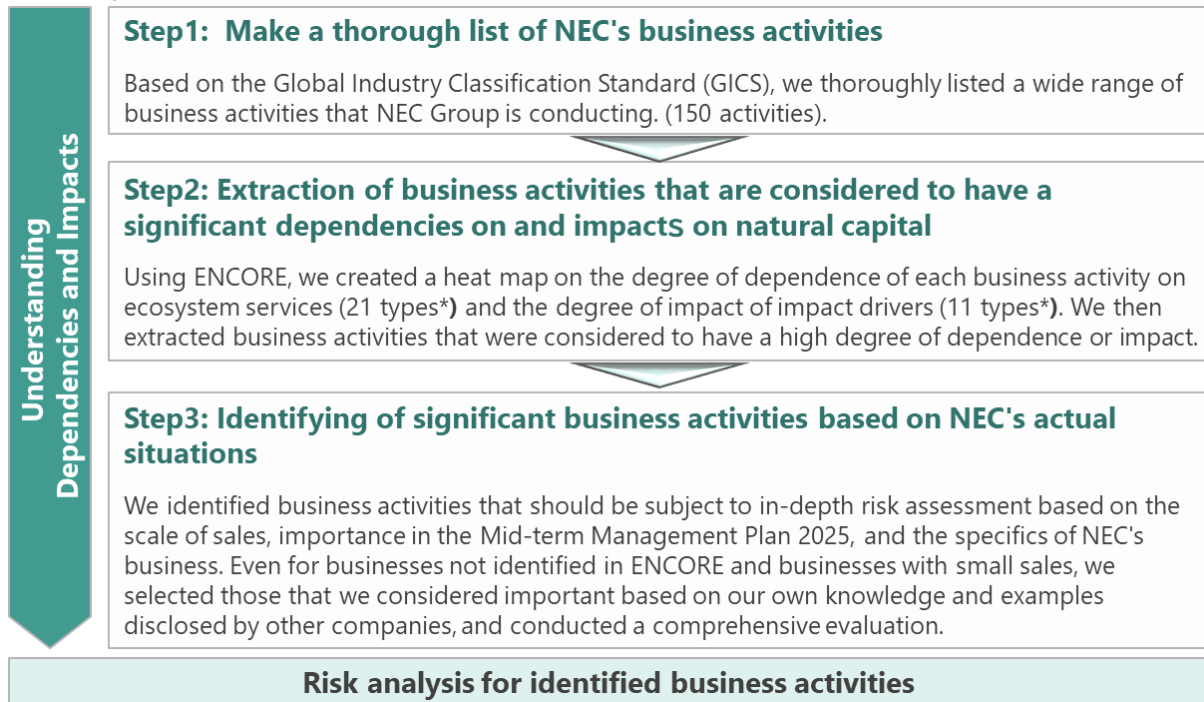 Understanding
Dependencies and Impacts
Step1:  Make a thorough list of NEC's business activities
Based on the Global Industry Classification Standard (GICS), we thoroughly listed a wide range of
business activities that NEC Group is conducting. (150 activities).
Step2: Extraction of business activities that are considered to have a
significant dependencies on and impacts on natural capital
Using ENCORE, we created a heat map on the degree of dependence of each business activity on
ecosystem services (21 types*) and the degree of impact of impact drivers (11 types*). We then
extracted business activities that were considered to have a high degree of dependence or impact.
Step3: Identifying of significant business activities based on NEC's actual
situations
We identified business activities that should be subject to in-depth risk assessment based on the
scale of sales, importance in the Mid-term Management Plan 2025, and the specifics of NEC's
business. Even for businesses not identified in ENCORE and businesses with small sales, we
selected those that we considered important based on our own knowledge and examples
disclosed by other companies, and conducted a comprehensive evaluation.
Risk analysis for identified business activities